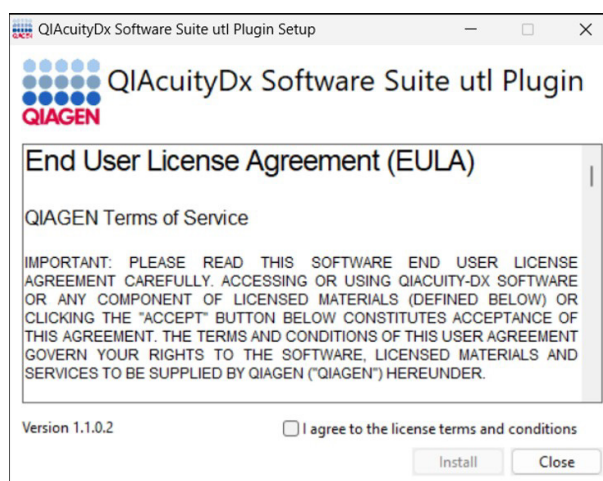 QIAcuityDx Software Suite utl Plugin Setup
QIAcuityDx Software Suite utl Plugin
QIAGEN
End User License Agreement (EULA)
QIAGEN Terms of Service
IMPORTANT: PLEASE READ THIS SOFTWARE END USER LICENSE
AGREEMENT CAREFULLY. ACCESSING OR USING QIACUITY-DX SOFTWARE
OR ANY COMPONENT OF LICENSED MATERIALS (DEFINED BELOW) OR
CLICKING THE "ACCEPT" BUTTON BELOW CONSTITUTES ACCEPTANCE OF
THIS AGREEMENT. THE TERMS AND CONDITIONS OF THIS USER AGREEMENT
GOVERN YOUR RIGHTS TO THE SOFTWARE, LICENSED MATERIALS AND
SERVICES TO BE SUPPLIED BY QIAGEN ("QIAGEN") HEREUNDER.
Version 1.1.0.2
I agree to the license terms and conditions
Install
Close